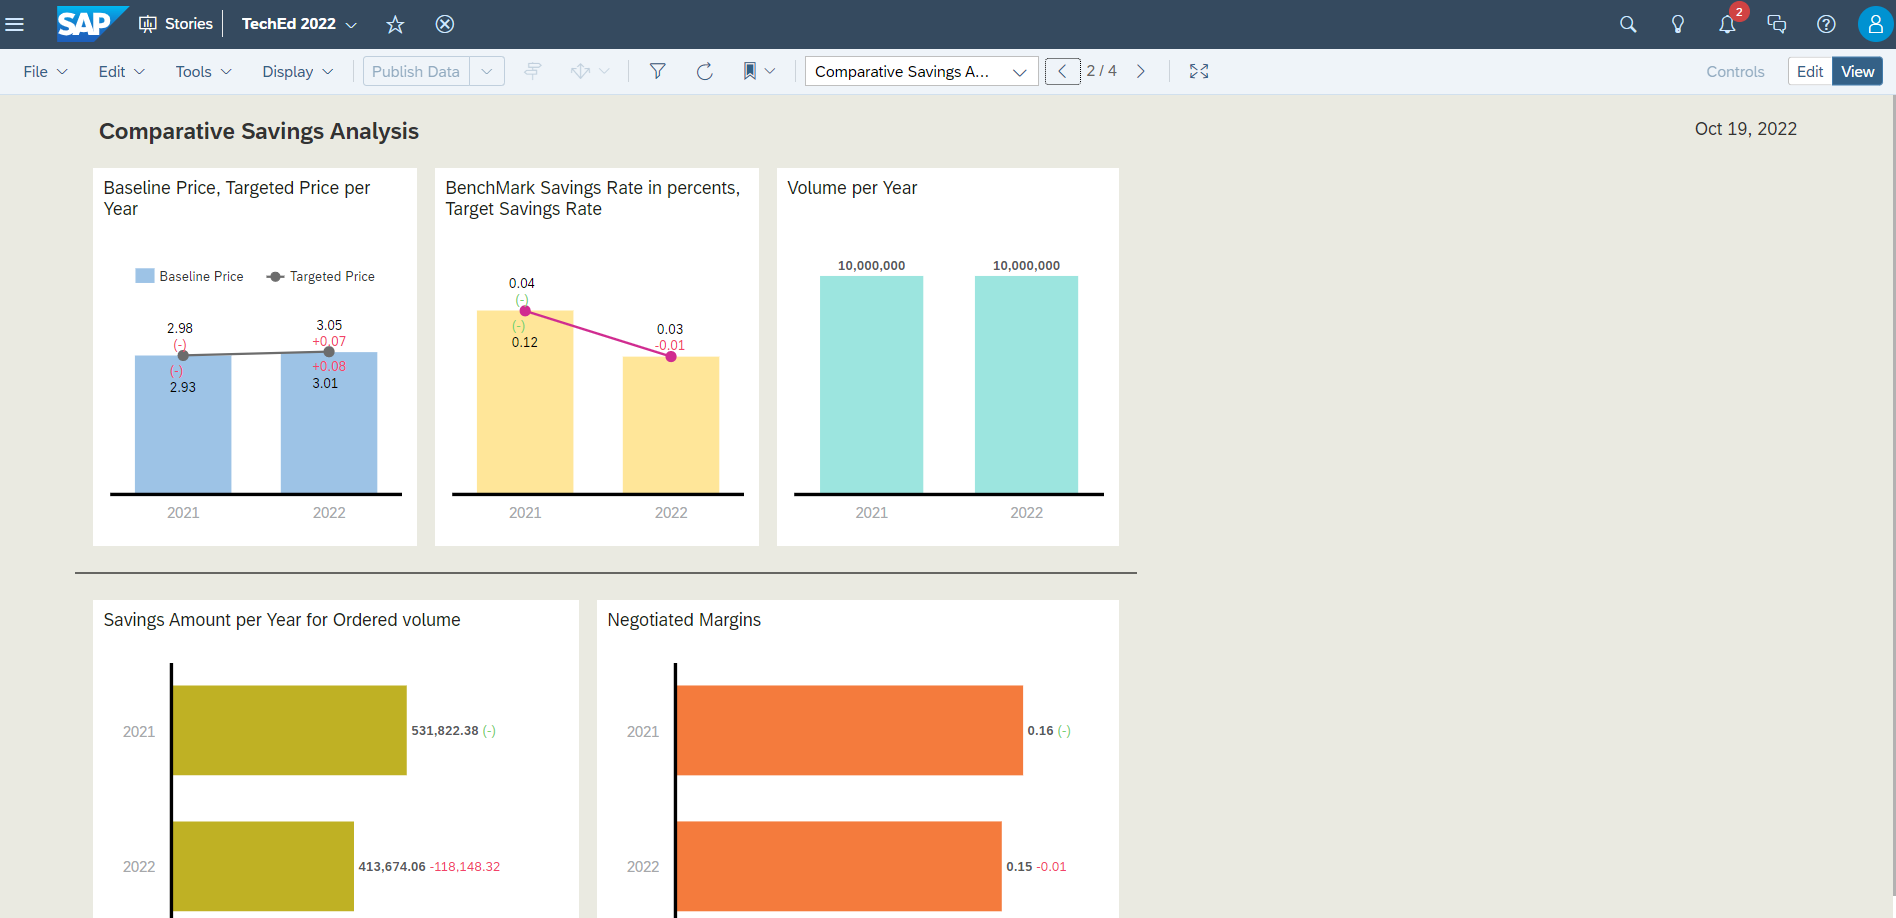 SAP Stories TechEd 2022 2
File Edit Tools Display Publish Data Comparative Savings A... 2 / 4 Controls Edit View
Comparative Savings Analysis Oct 19, 2022
Baseline Price, Targeted Price per
Year
Baseline Price Targeted Price
2.98
(-)
(-)
2.93
3.05
+0.07
+0.08
3.01
2021 2022
BenchMark Savings Rate in percents,
Target Savings Rate
0.04
(-)
(-)
0.12
0.03
-0.01
2021 2022
Volume per Year
10,000,000 10,000,000
2021 2022
Savings Amount per Year for Ordered volume
2021 531,822.38 (-)
2022 413,674.06 -118,148.32
Negotiated Margins
2021 0.16 (-)
2022 0.15 -0.01